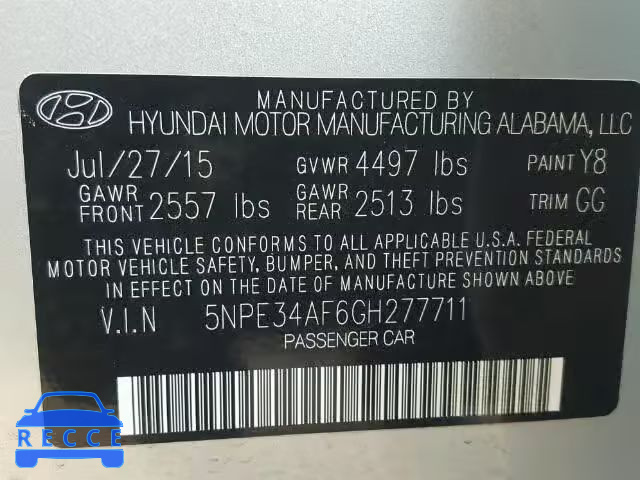 MANUFACTURED BY
HYUNDAI MOTOR MANUFACTURING ALABAMA, LLC
Jul/27/15 GVWR 4497 lbs PAINT Y8
GAWR FRONT 2557 lbs GAWR REAR 2513 lbs TRIM GG
THIS VEHICLE CONFORMS TO ALL APPLICABLE U.S.A. FEDERAL
MOTOR VEHICLE SAFETY, BUMPER, AND THEFT PREVENTION STANDARDS
IN EFFECT ON THE DATE OF MANUFACTURE SHOWN ABOVE
V.I.N 5NPE34AF6GH277711
PASSENGER CAR
RECCE